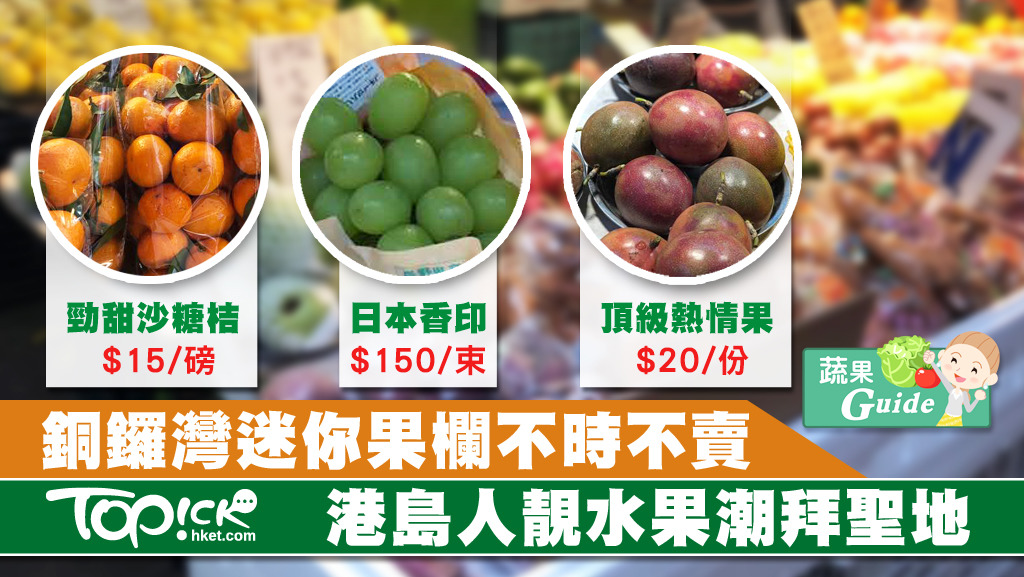 勁甜沙糖桔
$15/磅
日本香印
$150/束
頂級熱情果
$20/份
蔬果
Guide
銅鑼灣迷你果欄不時不賣
TOPICK
hket.com
港島人靚水果潮拜聖地